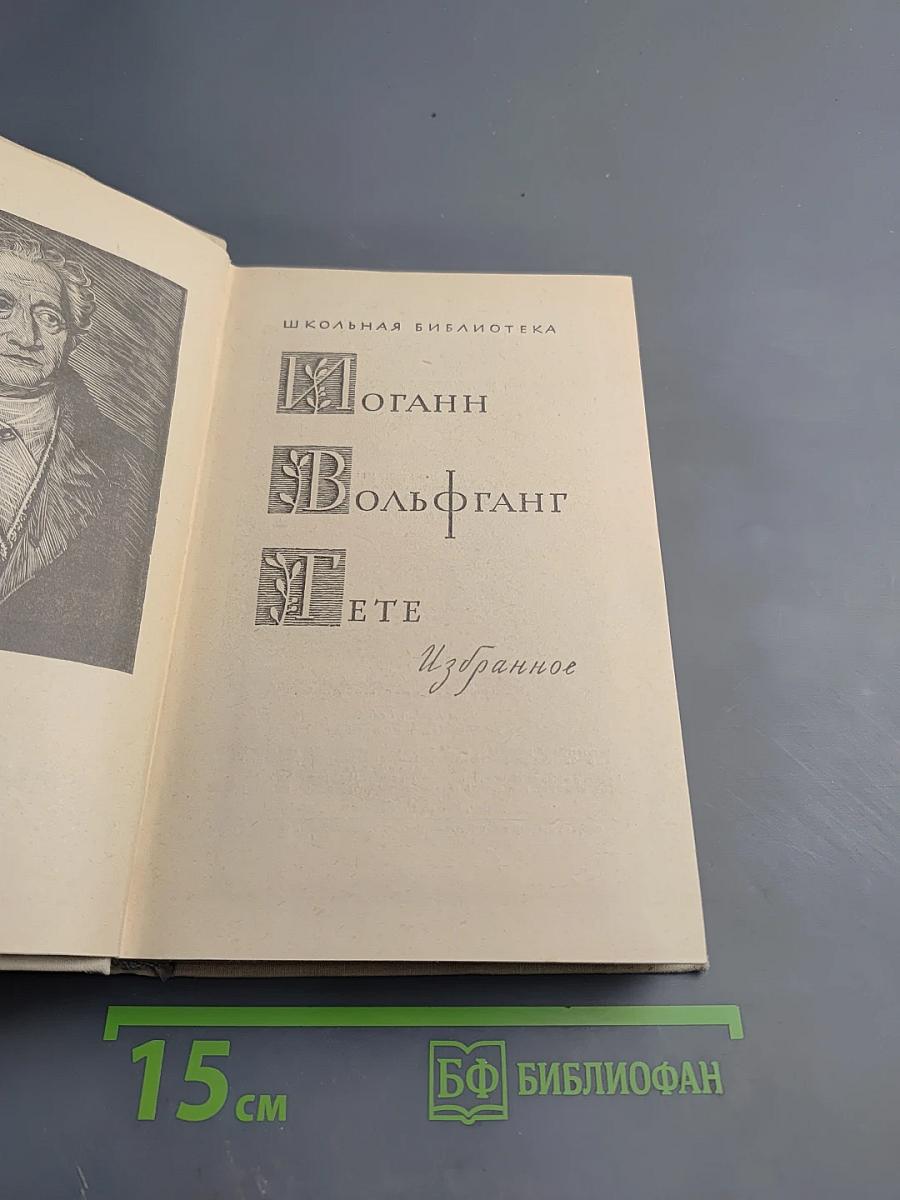 ШКОЛЬНАЯ БИБЛИОТЕКА
ИОГАНН
ВОЛЬФГАНГ
ГЕТЕ
Избранное
15 см
БФ БИБЛИОФАН